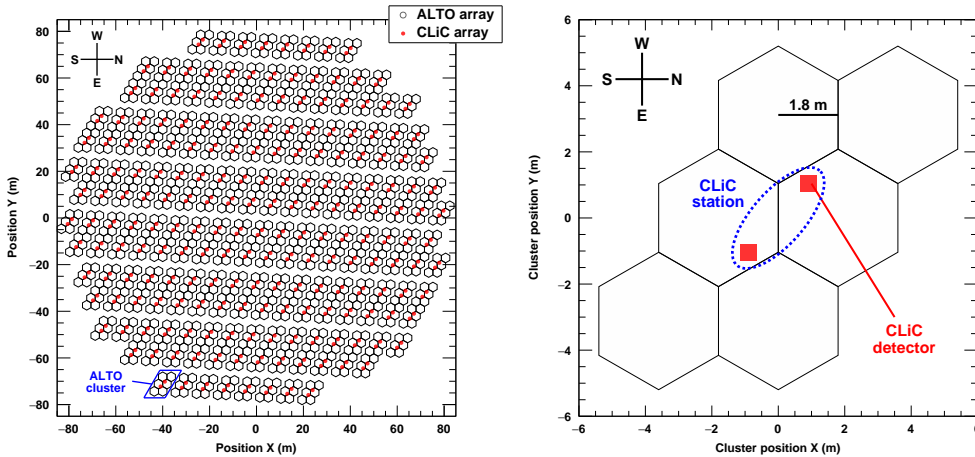 ALTO array
CLiC array
W
S N
E
ALTO
cluster
80
60
40
20
0
−20
−40
−60
−80
−80 −60 −40 −20 0 20 40 60 80
Position X (m)
Position Y (m)
W
S N
E
1.8 m
CLiC
station
CLiC
detector
6
4
2
0
−2
−4
−6
−6 −4 −2 0 2 4 6
Cluster position X (m)
Cluster position Y (m)